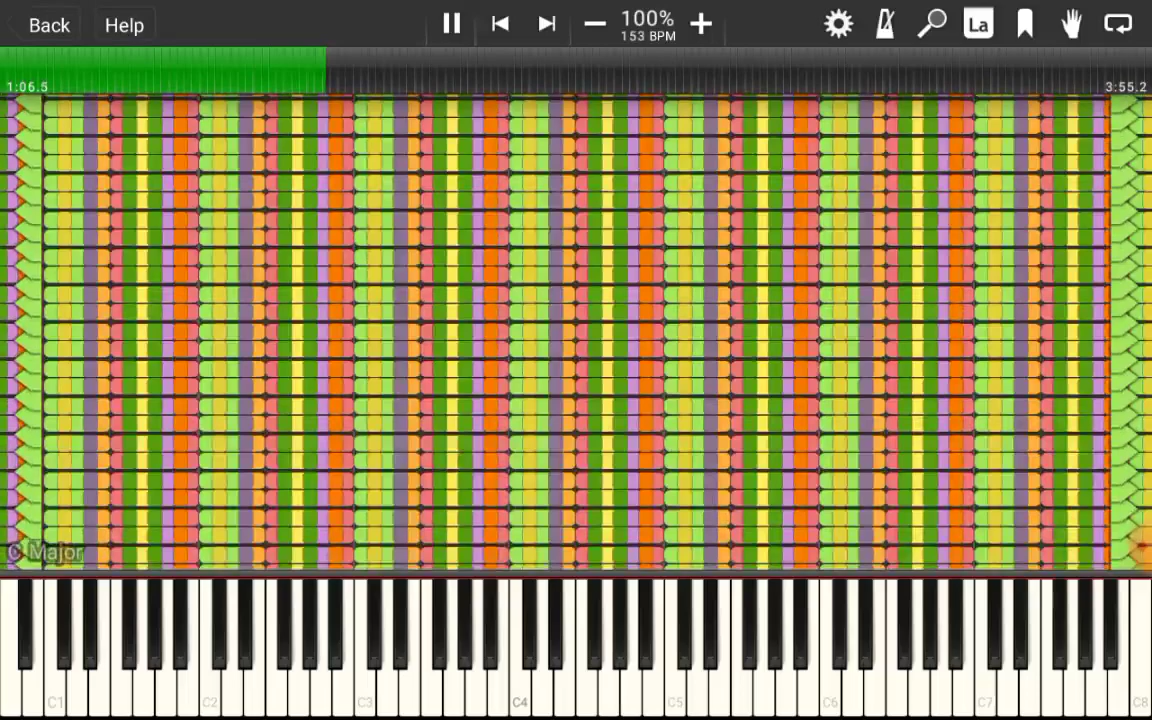 Back
Help
100%
153 BPM
La
1:06.5
3:55.2
C Major
C1
C2
C3
C4
C5
C6
C7
C8